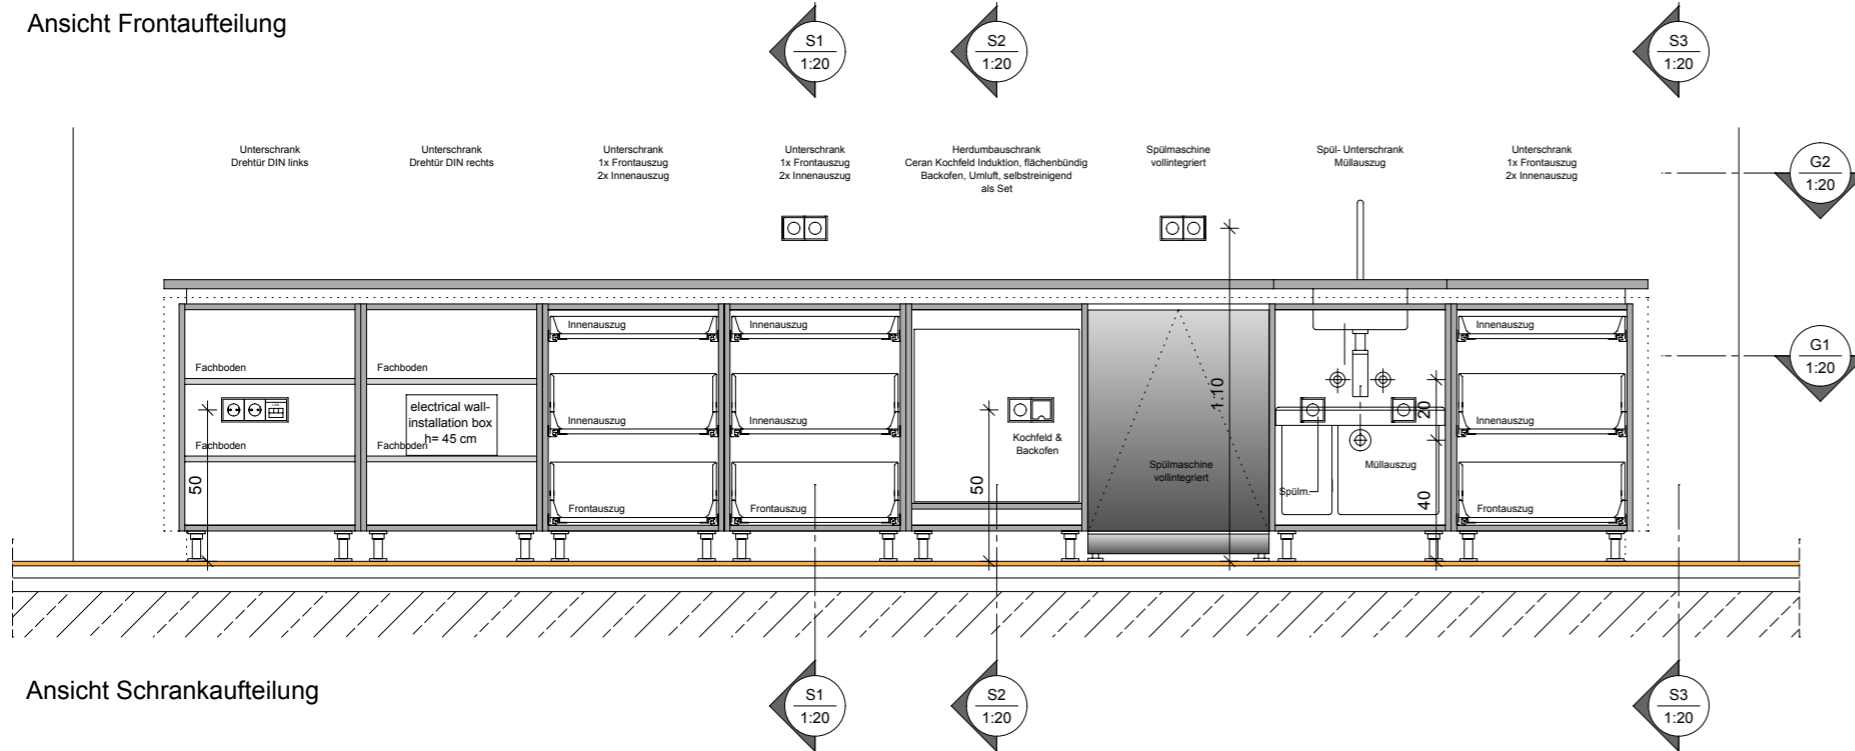 Ansicht Frontaufteilung
S1
1:20
S2
1:20
S3
1:20
Unterschrank
Drehtür DIN links
Unterschrank
Drehtür DIN rechts
Unterschrank
1x Frontauszug
2x Innenauszug
Unterschrank
1x Frontauszug
2x Innenauszug
Herdumbauschrank
Ceran Kochfeld Induktion, flächenbündig
Backofen, Umluft, selbstreinigend
als Set
Spülmaschine
vollintegriert
Spül- Unterschrank
Müllauszug
Unterschrank
1x Frontauszug
2x Innenauszug
G2
1:20
Innenauszug
Innenauszug
Innenauszug
G1
1:20
Fachboden
Fachboden
1.10
electrical wall-
installation box
h= 45 cm
20
Innenauszug
Innenauszug
Innenauszug
Fachboden
Fachboden
Kochfeld &
Backofen
Spülmaschine
vollintegriert
Müllauszug
50
50
Spülm.
40
Frontauszug
Frontauszug
Frontauszug
Ansicht Schrankaufteilung
S1
1:20
S2
1:20
S3
1:20